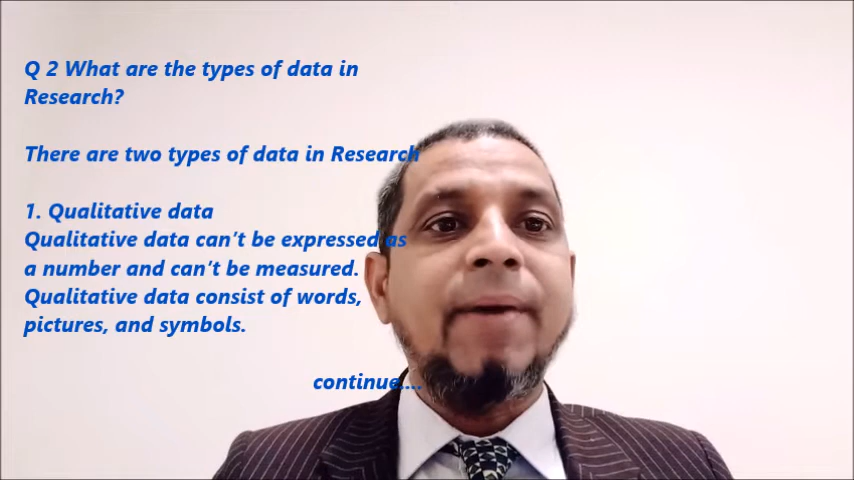 Q 2 What are the types of data in
Research?
There are two types of data in Research
1. Qualitative data
Qualitative data can't be expressed as
a number and can't be measured.
Qualitative data consist of words,
pictures, and symbols.
continue....